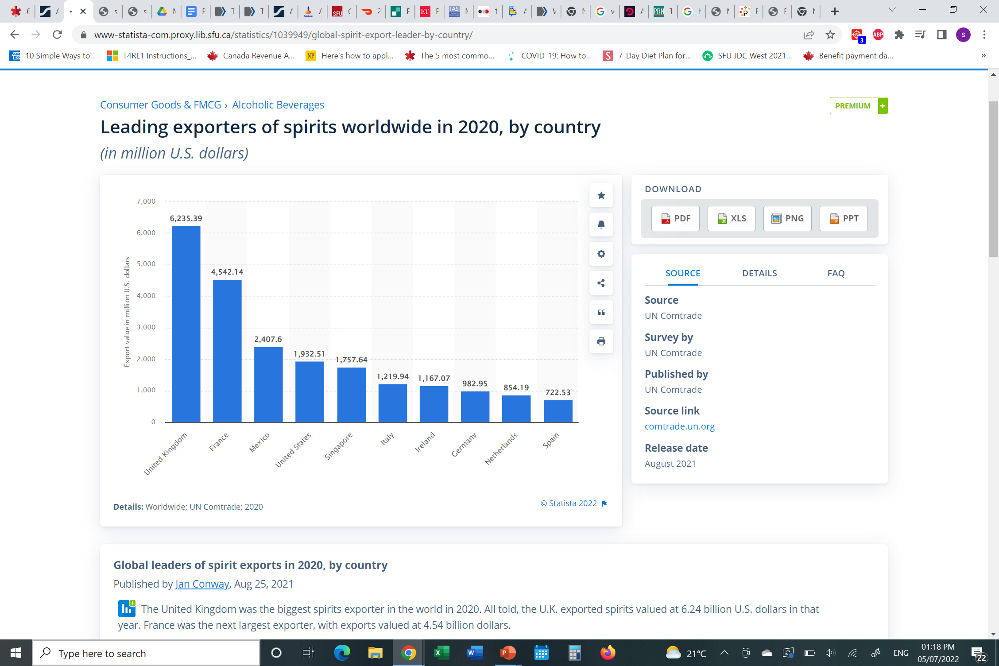 www-statista-com.proxy.lib.sfu.ca/statistics/1039949/global-spirit-export-leader-by-country/
ABP
3
S
10 Simple Ways to...
T4RL1 Instructions_...
Canada Revenue A...
NP
Here's how to appl...
The 5 most commo...
COVID-19: How to...
7-Day Diet Plan for...
SFU JDC West 2021...
Benefit payment da...
»
Consumer Goods & FMCG › Alcoholic Beverages
PREMIUM +
Leading exporters of spirits worldwide in 2020, by country
(in million U.S. dollars)
Export value in million U.S. dollars
7,000
6,000
5,000
4,000
3,000
2,000
1,000
0
6,235.39
4,542.14
2,407.6
1,932.51
1,757.64
1,219.94
1,167.07
982.95
854.19
722.53
United Kingdom
France
Mexico
United States
Singapore
Italy
Ireland
Germany
Netherlands
Spain
Details: Worldwide; UN Comtrade; 2020
© Statista 2022
DOWNLOAD
PDF
XLS
PNG
PPT
SOURCE
DETAILS
FAQ
Source
UN Comtrade
Survey by
UN Comtrade
Published by
UN Comtrade
Source link
comtrade.un.org
Release date
August 2021
Global leaders of spirit exports in 2020, by country
Published by Jan Conway, Aug 25, 2021
The United Kingdom was the biggest spirits exporter in the world in 2020. All told, the U.K. exported spirits valued at 6.24 billion U.S. dollars in that
year. France was the next largest exporter, with exports valued at 4.54 billion dollars.
Type here to search
21°C
ENG
01:18 PM
05/07/2022
22